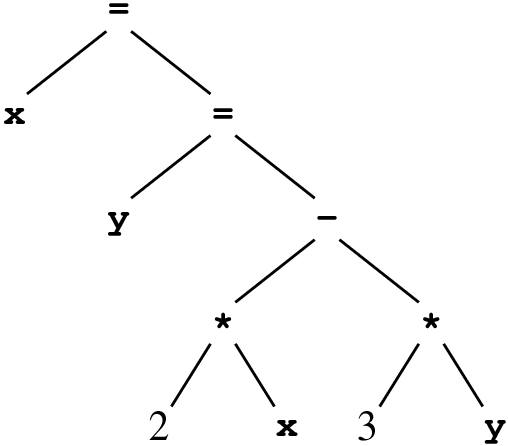 =
x =
y -
* *
2 x 3 y